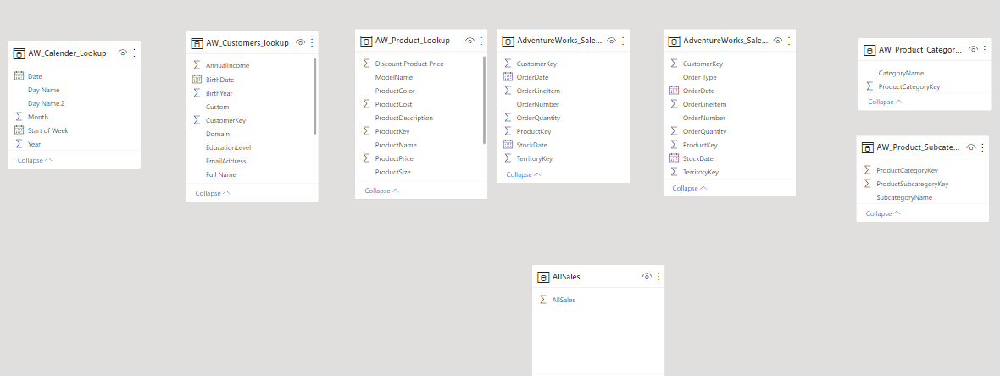 AW_Calender_Lookup
Date
Day Name
Day Name.2
Month
Start of Week
Year
Collapse
AW_Customers_lookup
AnnualIncome
BirthDate
BirthYear
Custom
CustomerKey
Domain
EducationLevel
EmailAddress
Full Name
Collapse
AW_Product_Lookup
Discount Product Price
ModelName
ProductColor
ProductCost
ProductDescription
ProductKey
ProductName
ProductPrice
ProductSize
Collapse
AdventureWorks_Sale...
CustomerKey
OrderDate
OrderLineItem
OrderNumber
OrderQuantity
ProductKey
StockDate
TerritoryKey
Collapse
AdventureWorks_Sale...
CustomerKey
Order Type
OrderDate
OrderLineItem
OrderNumber
OrderQuantity
ProductKey
StockDate
TerritoryKey
Collapse
AW_Product_Categor...
CategoryName
ProductCategoryKey
Collapse
AW_Product_Subcate...
ProductCategoryKey
ProductSubcategoryKey
SubcategoryName
Collapse
AllSales
AllSales